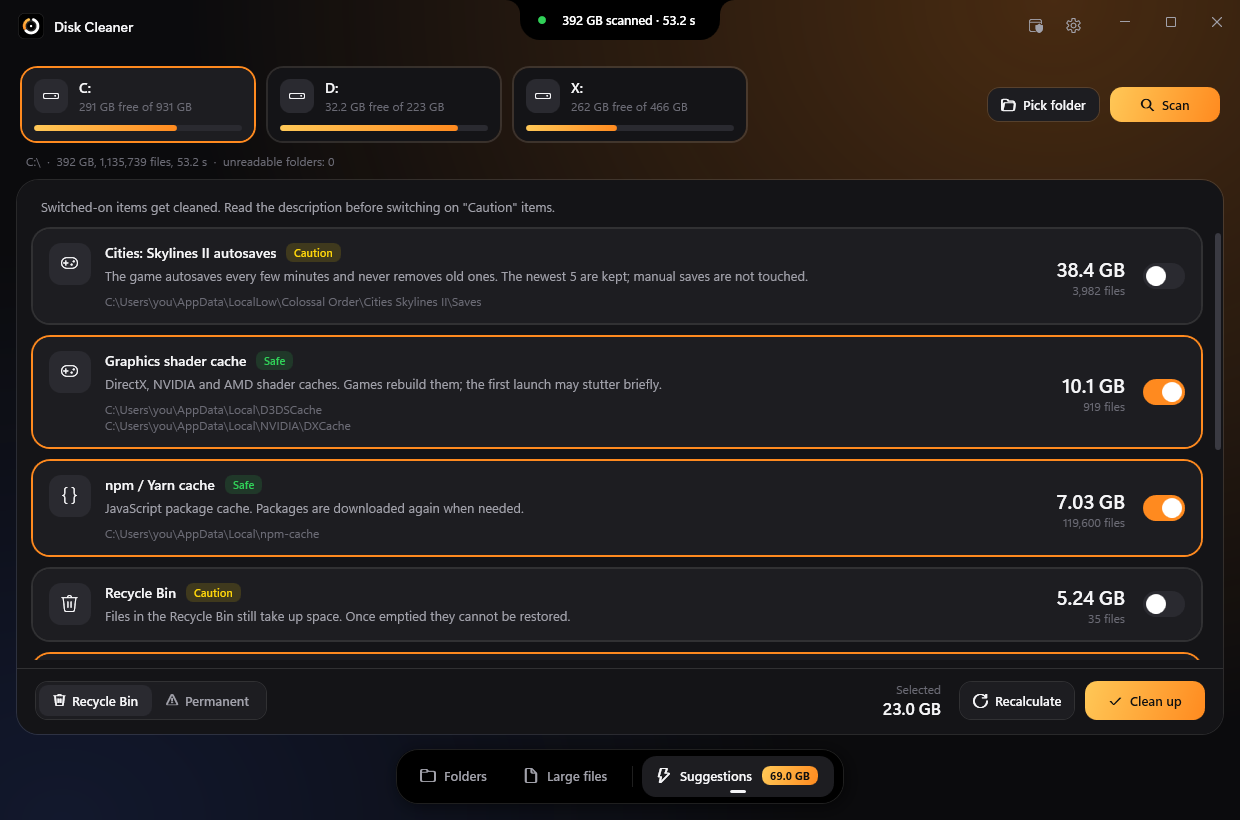 Disk Cleaner
392 GB scanned · 53.2 s
C:
291 GB free of 931 GB
D:
32.2 GB free of 223 GB
X:
262 GB free of 466 GB
Pick folder
Scan
C:\ · 392 GB, 1,135,739 files, 53.2 s · unreadable folders: 0
Switched-on items get cleaned. Read the description before switching on "Caution" items.
Cities: Skylines II autosaves Caution
The game autosaves every few minutes and never removes old ones. The newest 5 are kept; manual saves are not touched.
C:\Users\you\AppData\LocalLow\Colossal Order\Cities Skylines II\Saves
38.4 GB
3,982 files
Graphics shader cache Safe
DirectX, NVIDIA and AMD shader caches. Games rebuild them; the first launch may stutter briefly.
C:\Users\you\AppData\Local\D3DSCache
C:\Users\you\AppData\Local\NVIDIA\DXCache
10.1 GB
919 files
{} npm / Yarn cache Safe
JavaScript package cache. Packages are downloaded again when needed.
C:\Users\you\AppData\Local\npm-cache
7.03 GB
119,600 files
Recycle Bin Caution
Files in the Recycle Bin still take up space. Once emptied they cannot be restored.
5.24 GB
35 files
Recycle Bin
Permanent
Selected
23.0 GB
Recalculate
Clean up
Folders
Large files
Suggestions 69.0 GB